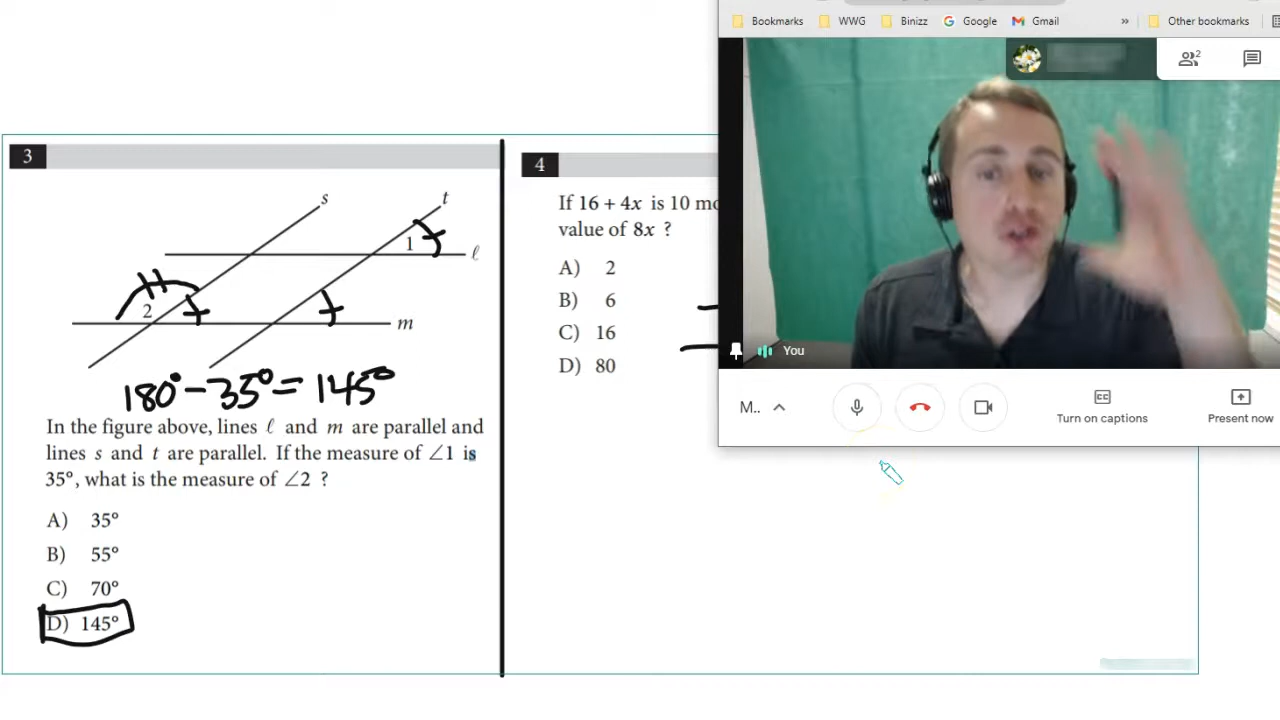 Bookmarks WWG Binizz Google Gmail » Other bookmarks
2
3
s
t
1
ℓ
2
m
180° - 35° = 145°
In the figure above, lines ℓ and m are parallel and
lines s and t are parallel. If the measure of ∠1 is
35°, what is the measure of ∠2 ?
A) 35°
B) 55°
C) 70°
D) 145°
4
If 16 + 4x is 10
value of 8x ?
A) 2
B) 6
C) 16
D) 80
You
M..
CC
Turn on captions
Present now